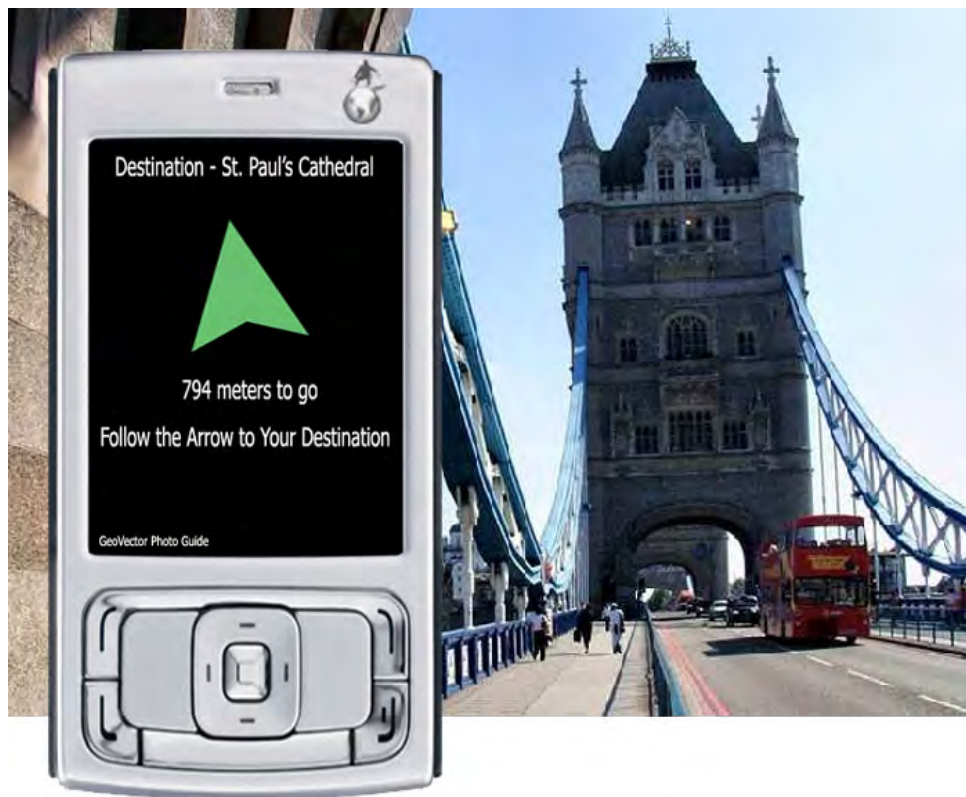 Destination - St. Paul's Cathedral
794 meters to go
Follow the Arrow to Your Destination
GeoVector Photo Guide